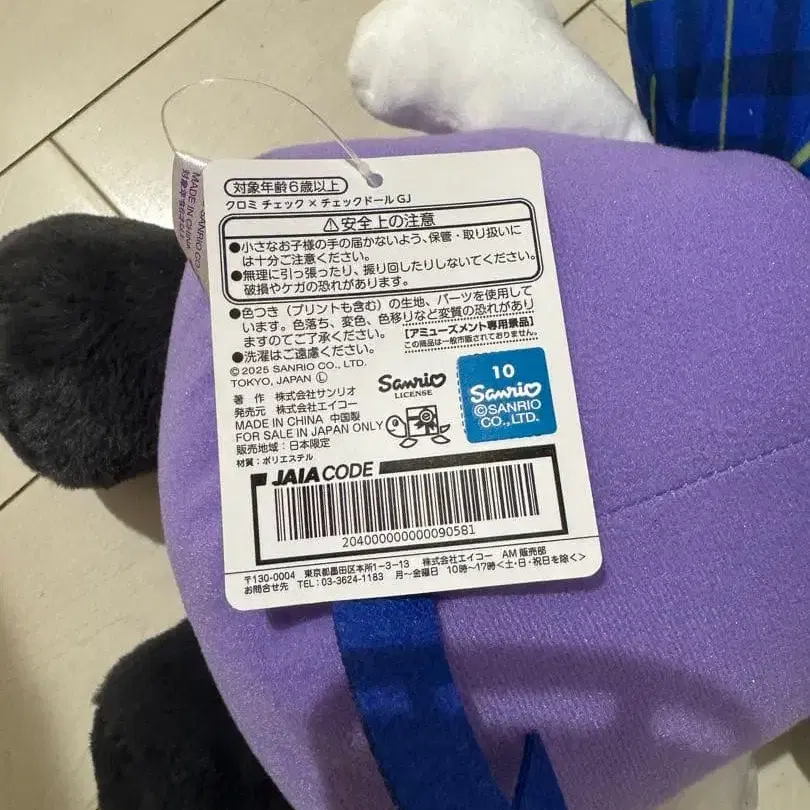 対象年齢6歳以上
クロミ チェック × チェックドール GJ
⚠安全上の注意
●小さなお子様の手の届かないよう、保管・取り扱いに
は十分ご注意ください。
●無理に引っ張ったり、振り回したりしないでください。
破損やケガの恐れがあります。
●色つき（プリントも含む）の生地、パーツを使用して
います。色落ち、変色、色移りなど変質の恐れがあり
ますのでご了承ください。
【アミューズメント専用景品】
この商品は一般市販されておりません。
●洗濯はご遠慮ください。
© 2025 SANRIO CO., LTD.
TOKYO, JAPAN Ⓛ
著 作 株式会社サンリオ
発売元 株式会社エイコー
MADE IN CHINA 中国製
FOR SALE IN JAPAN ONLY
販売地域：日本限定
材質：ポリエステル
Sanrio
LICENSE
10
Sanrio
©SANRIO
CO.,LTD.
JAIA CODE
20400000000090581
〒130-0004 東京都墨田区本所1-3-13 株式会社エイコー AM販売部
お問合せ先 TEL：03-3624-1183 月〜金曜日 10時〜17時<土・日・祝日を除く>
SANRIO CO
MADE IN CHINA
対象年齢